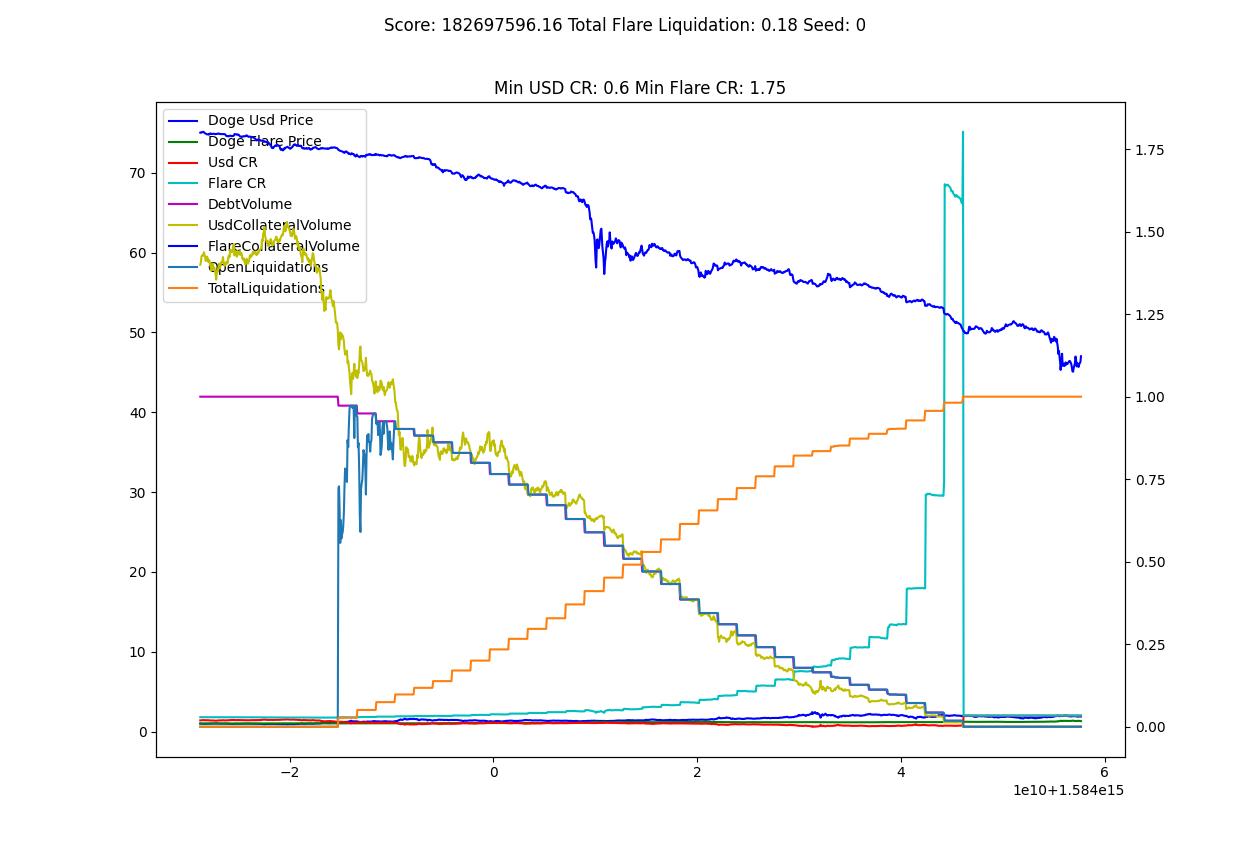 Score: 182697596.16 Total Flare Liquidation: 0.18 Seed: 0
Min USD CR: 0.6 Min Flare CR: 1.75
Doge Usd Price
Doge Flare Price
Usd CR
Flare CR
DebtVolume
UsdCollateralVolume
FlareCollateralVolume
OpenLiquidations
TotalLiquidations
70
60
50
40
30
20
10
0
1.75
1.50
1.25
1.00
0.75
0.50
0.25
0.00
−2
0
2
4
6
1e10+1.584e15